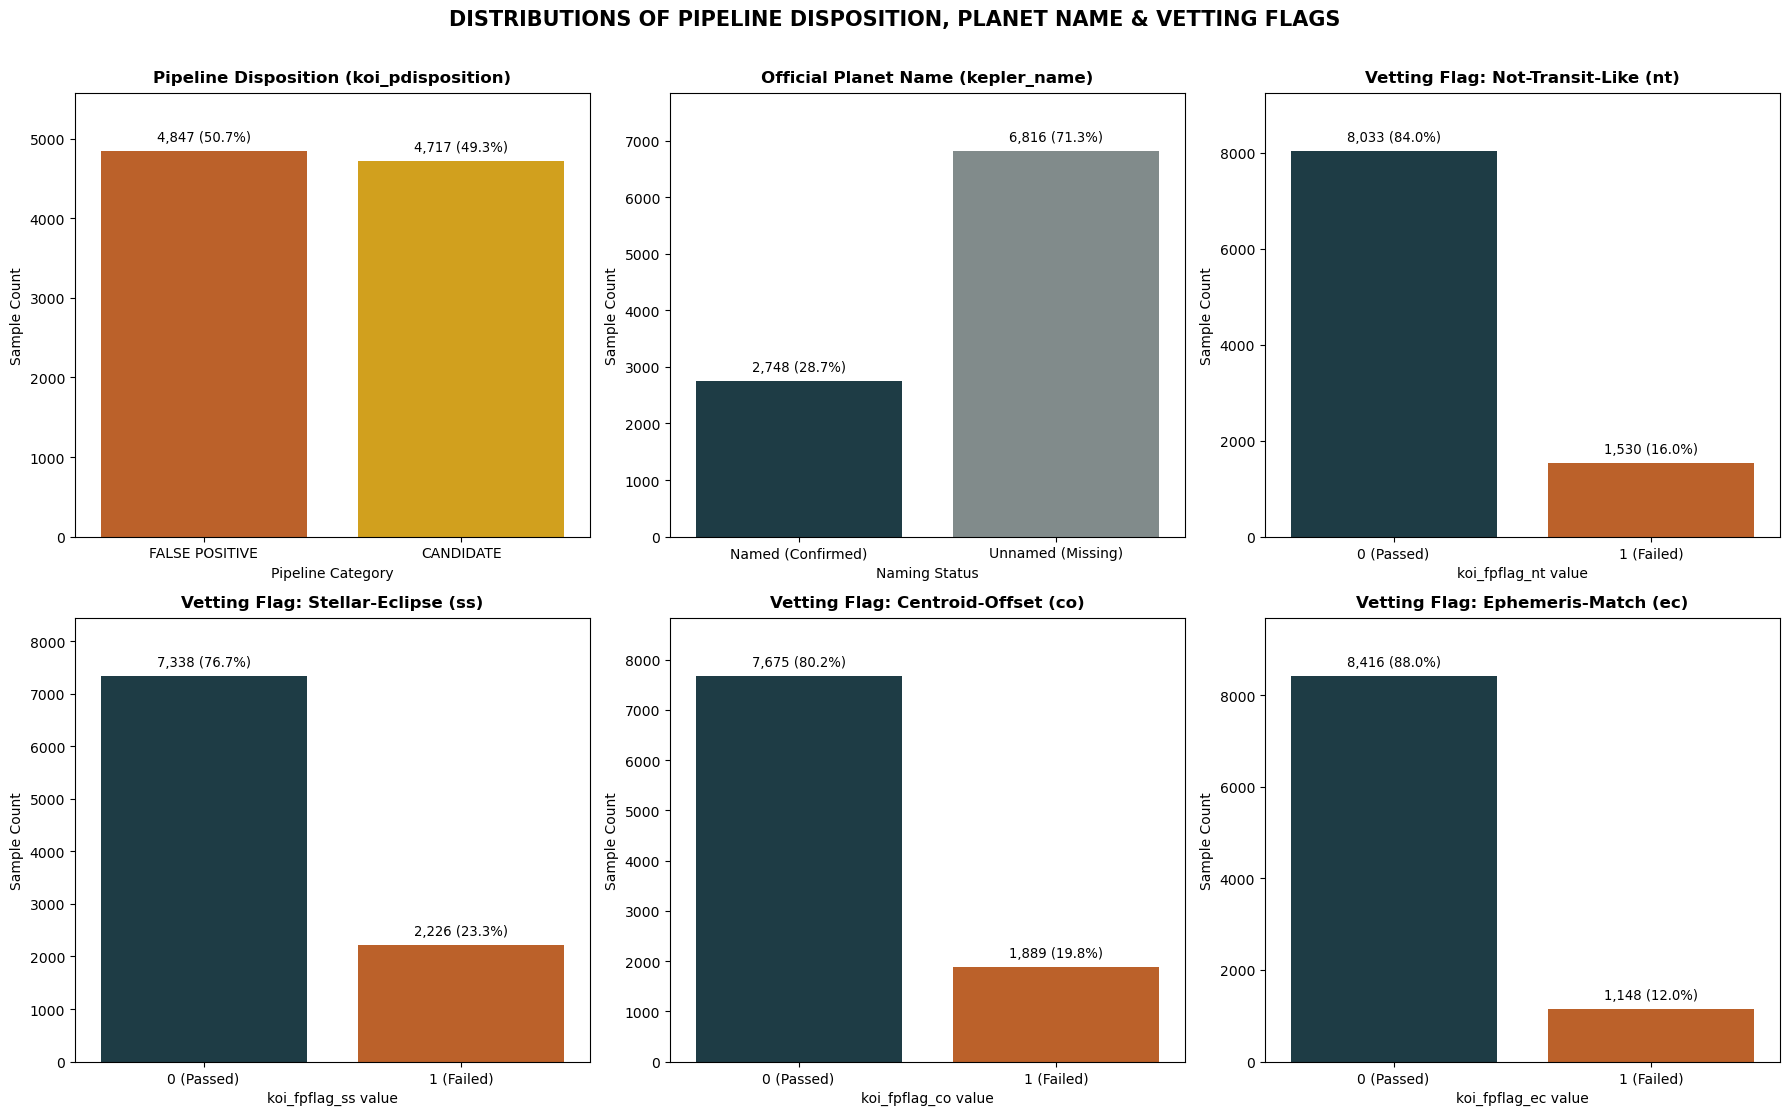 DISTRIBUTIONS OF PIPELINE DISPOSITION, PLANET NAME & VETTING FLAGS
Pipeline Disposition (koi_pdisposition)
Sample Count
5000
4000
3000
2000
1000
0
4,847 (50.7%)
4,717 (49.3%)
FALSE POSITIVE
CANDIDATE
Pipeline Category
Official Planet Name (kepler_name)
Sample Count
7000
6000
5000
4000
3000
2000
1000
0
2,748 (28.7%)
6,816 (71.3%)
Named (Confirmed)
Unnamed (Missing)
Naming Status
Vetting Flag: Not-Transit-Like (nt)
Sample Count
8000
6000
4000
2000
0
8,033 (84.0%)
1,530 (16.0%)
0 (Passed)
1 (Failed)
koi_fpflag_nt value
Vetting Flag: Stellar-Eclipse (ss)
Sample Count
8000
7000
6000
5000
4000
3000
2000
1000
0
7,338 (76.7%)
2,226 (23.3%)
0 (Passed)
1 (Failed)
koi_fpflag_ss value
Vetting Flag: Centroid-Offset (co)
Sample Count
8000
7000
6000
5000
4000
3000
2000
1000
0
7,675 (80.2%)
1,889 (19.8%)
0 (Passed)
1 (Failed)
koi_fpflag_co value
Vetting Flag: Ephemeris-Match (ec)
Sample Count
8000
6000
4000
2000
0
8,416 (88.0%)
1,148 (12.0%)
0 (Passed)
1 (Failed)
koi_fpflag_ec value